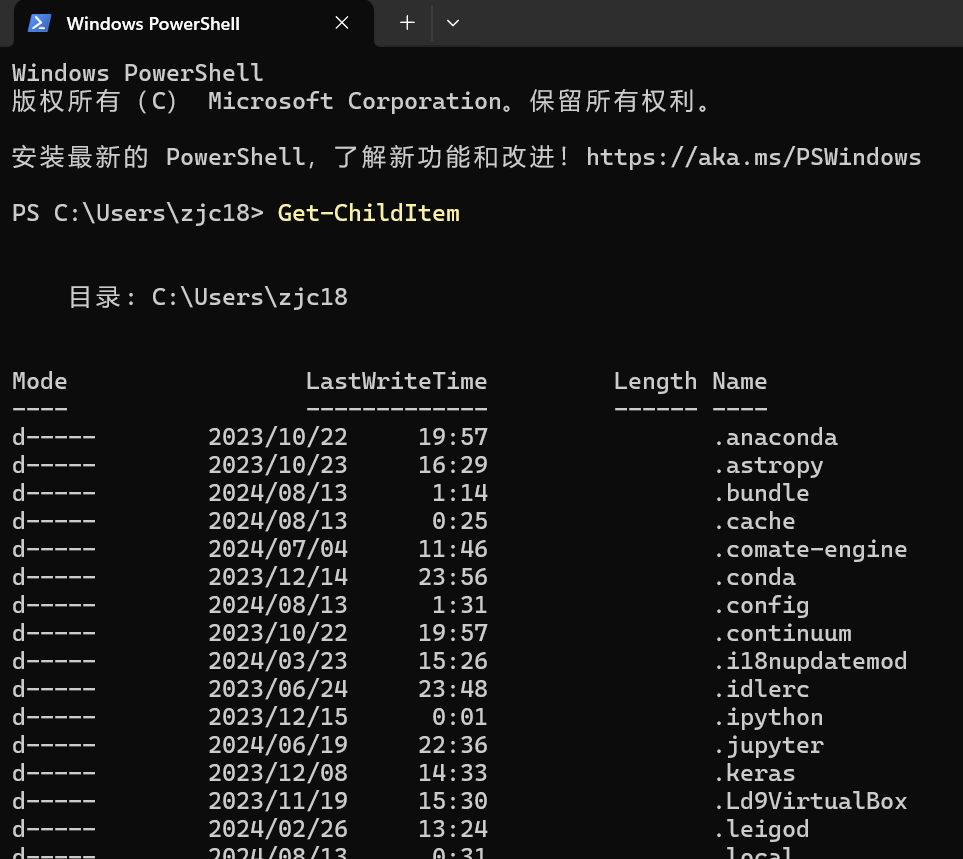 Windows PowerShell
Windows PowerShell
版权所有（C） Microsoft Corporation。保留所有权利。
安装最新的 PowerShell，了解新功能和改进！https://aka.ms/PSWindows
PS C:\Users\zjc18> Get-ChildItem
目录: C:\Users\zjc18
Mode LastWriteTime Length Name
---- ------------- ------ ----
d----- 2023/10/22 19:57 .anaconda
d----- 2023/10/23 16:29 .astropy
d----- 2024/08/13 1:14 .bundle
d----- 2024/08/13 0:25 .cache
d----- 2024/07/04 11:46 .comate-engine
d----- 2023/12/14 23:56 .conda
d----- 2024/08/13 1:31 .config
d----- 2023/10/22 19:57 .continuum
d----- 2024/03/23 15:26 .i18nupdatemod
d----- 2023/06/24 23:48 .idlerc
d----- 2023/12/15 0:01 .ipython
d----- 2024/06/19 22:36 .jupyter
d----- 2023/12/08 14:33 .keras
d----- 2023/11/19 15:30 .Ld9VirtualBox
d----- 2024/02/26 13:24 .leigod
d----- 2024/08/13 0:31 .local